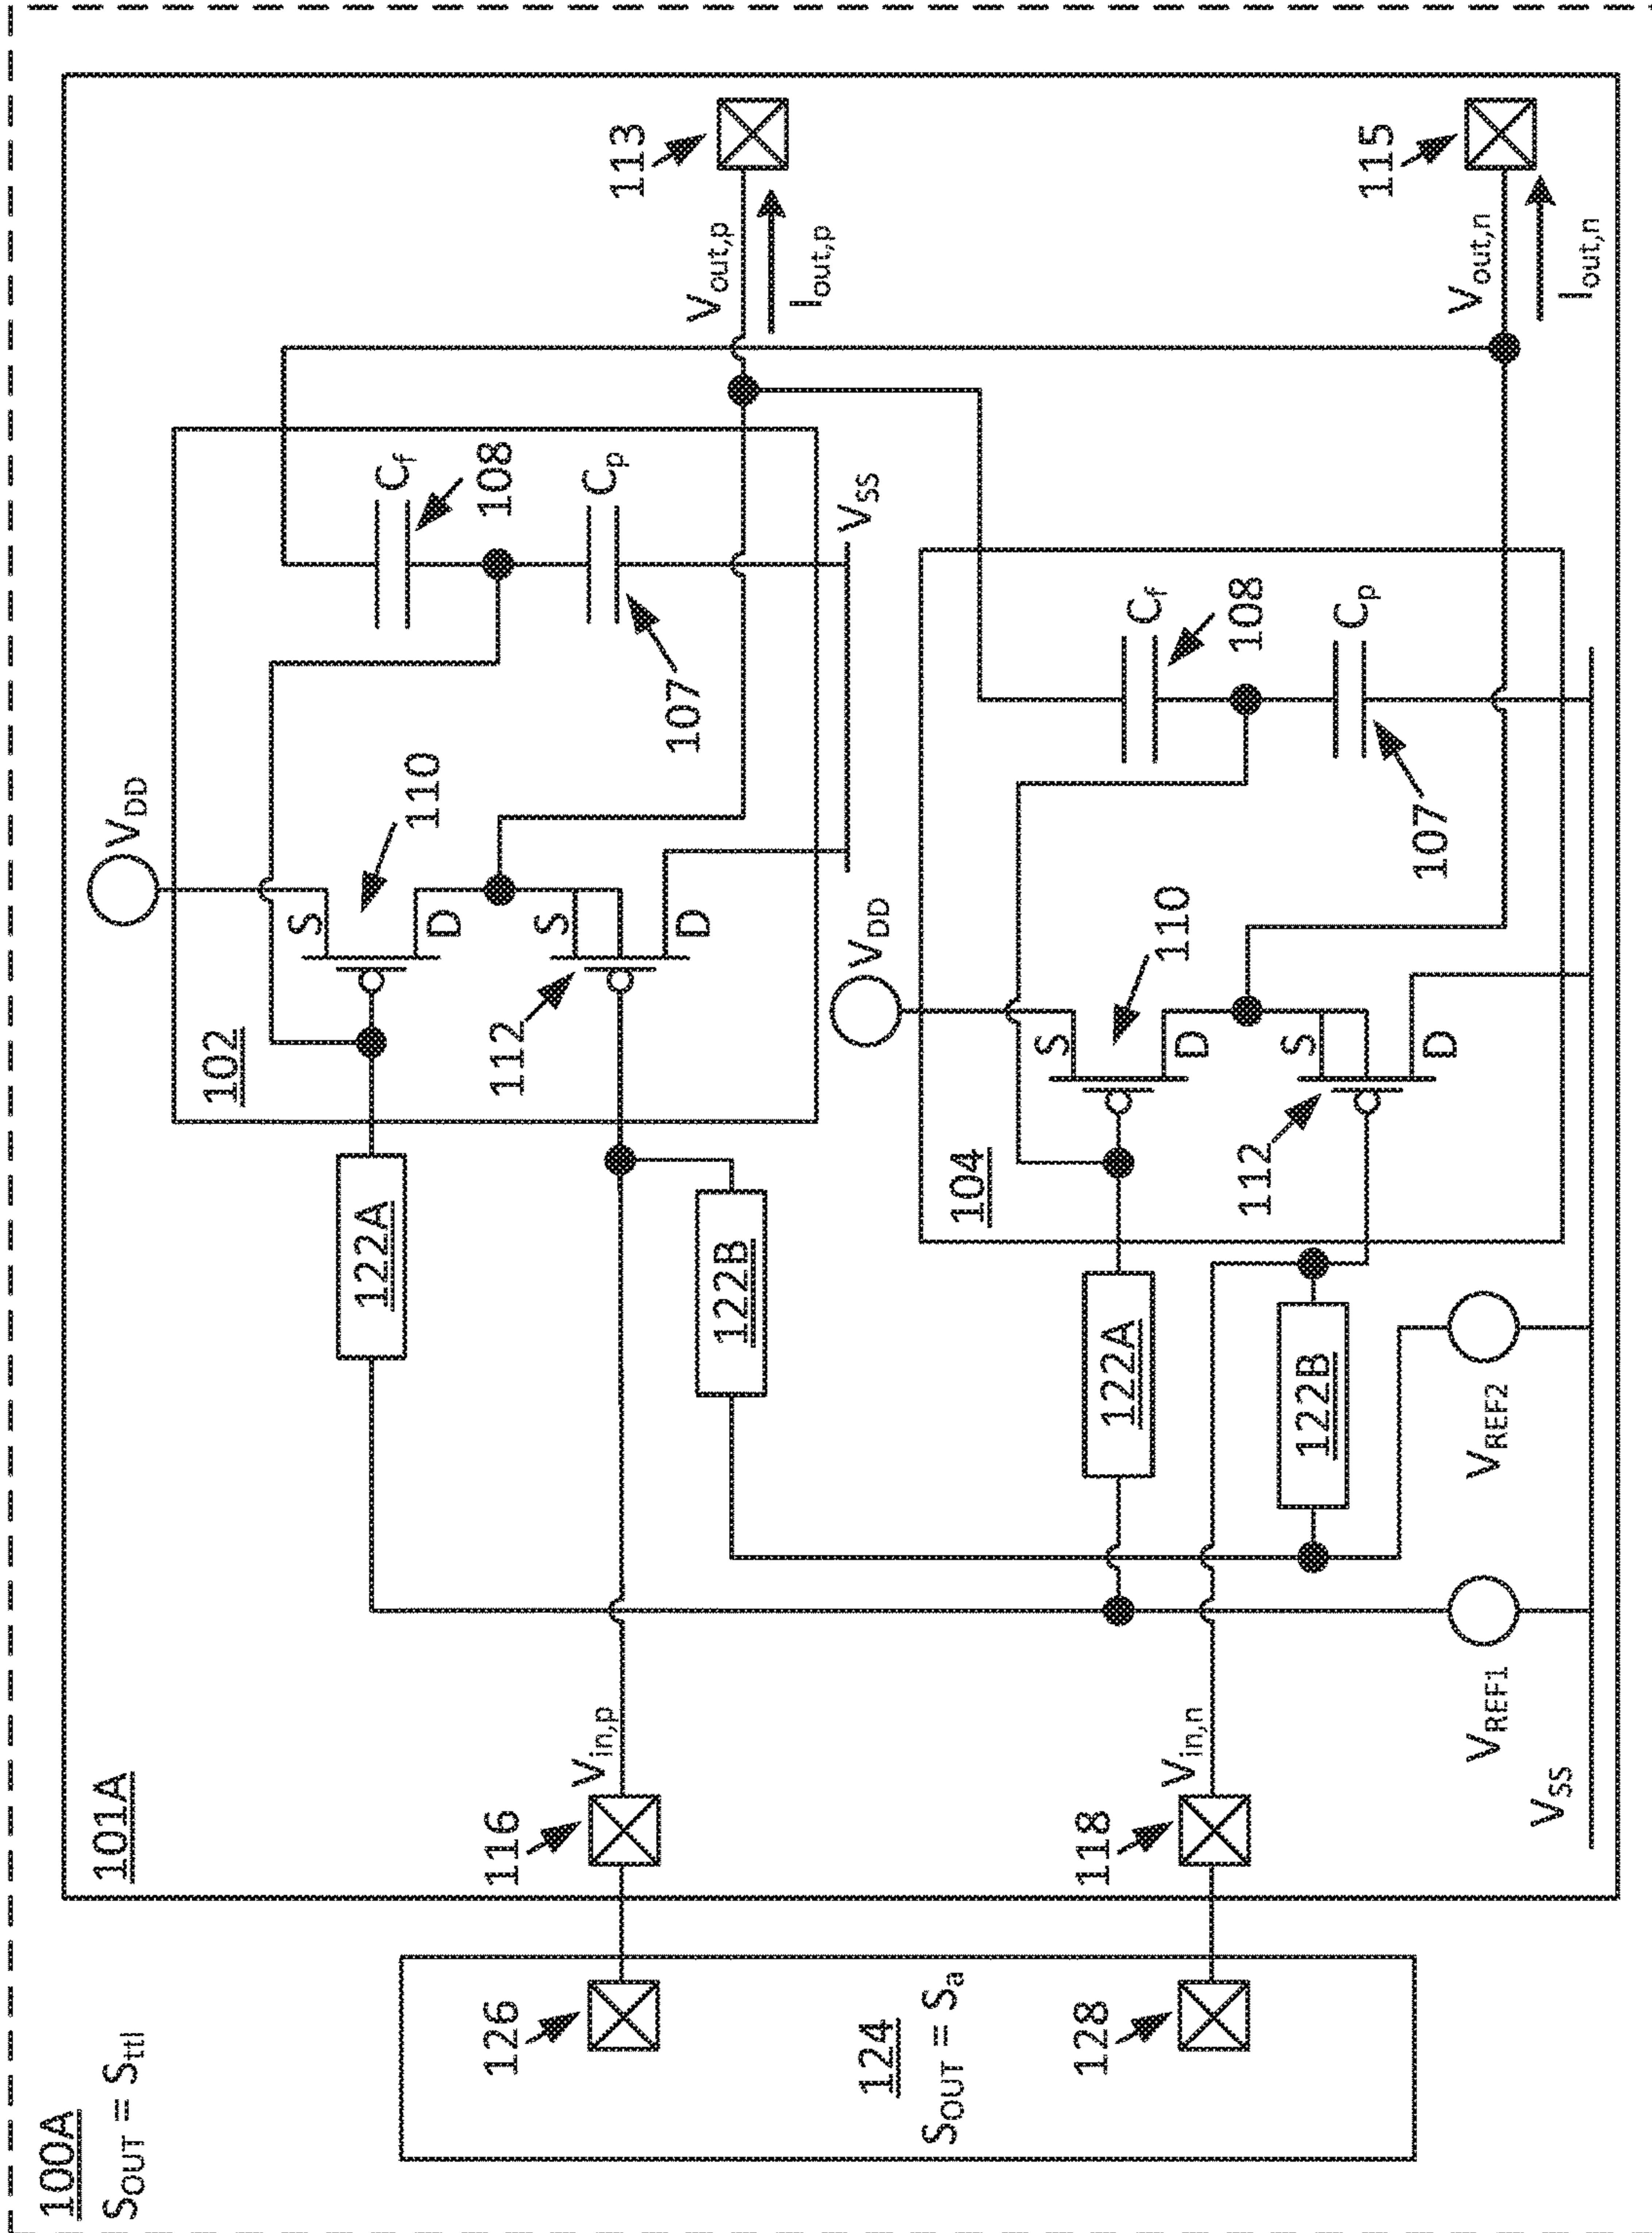 100A
S_OUT = S_ttl
101A
126
124
S_OUT = S_a
128
116
V_in,p
118
V_in,n
V_REF1
V_SS
V_REF2
122A
122B
122A
122B
102
V_DD
S
110
D
S
112
D
C_f
108
C_p
107
V_SS
104
V_DD
S
110
D
S
112
D
C_f
108
C_p
107
V_out,p
I_out,p
113
V_out,n
I_out,n
115